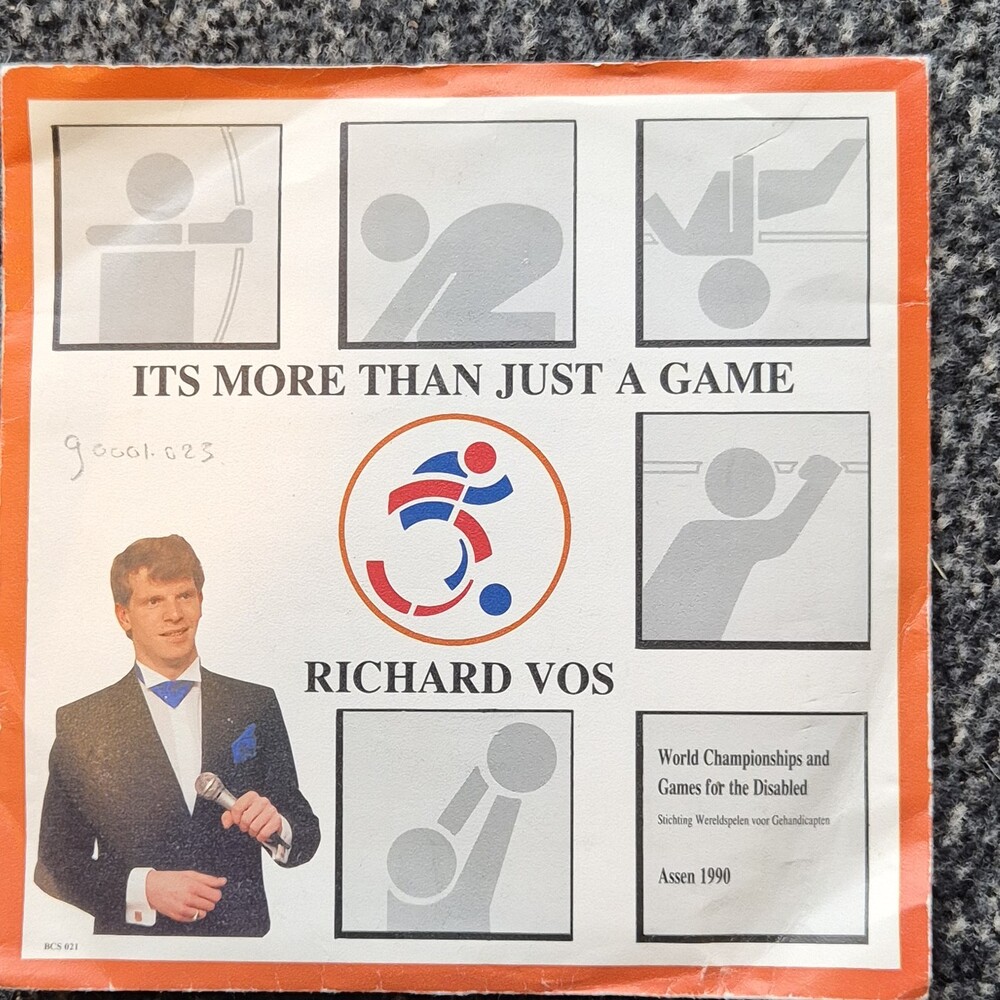 ITS MORE THAN JUST A GAME
90001.023
RICHARD VOS
World Championships and
Games for the Disabled
Stichting Wereldspelen voor Gehandicapten
Assen 1990
BCS 021